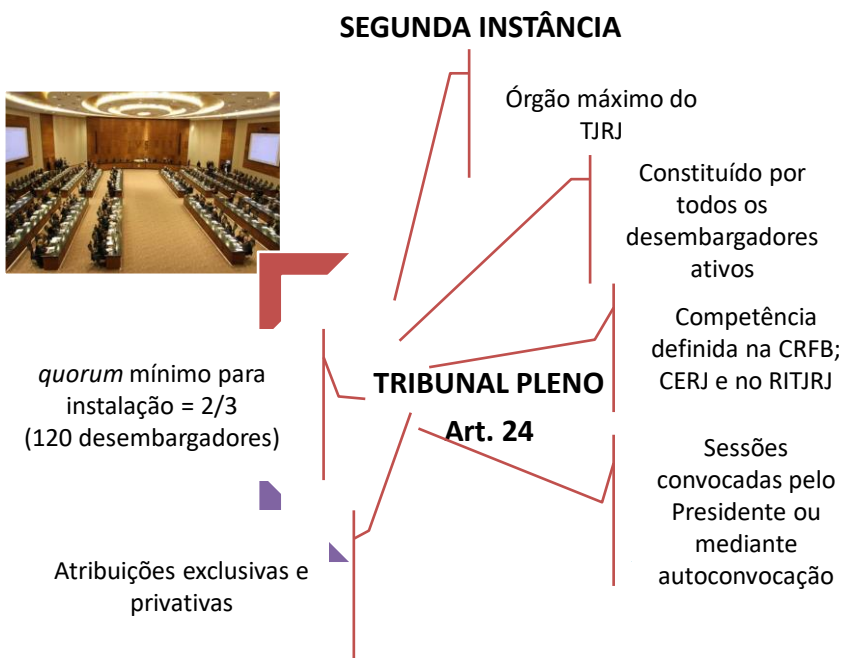 SEGUNDA INSTÂNCIA
Órgão máximo do
TJRJ
Constituído por
todos os
desembargadores
ativos
Competência
definida na CRFB;
CERJ e no RITJRJ
quorum mínimo para
instalação = 2/3
(120 desembargadores)
TRIBUNAL PLENO
Art. 24
Sessões
convocadas pelo
Presidente ou
mediante
autoconvocação
Atribuições exclusivas e
privativas